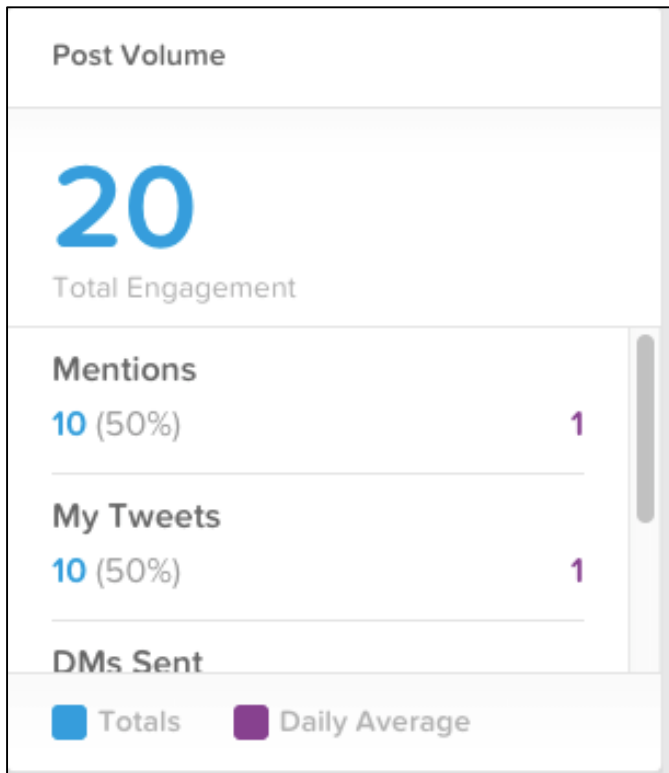 Post Volume
20
Total Engagement
Mentions
10 (50%) 1
My Tweets
10 (50%) 1
DMs Sent
Totals Daily Average